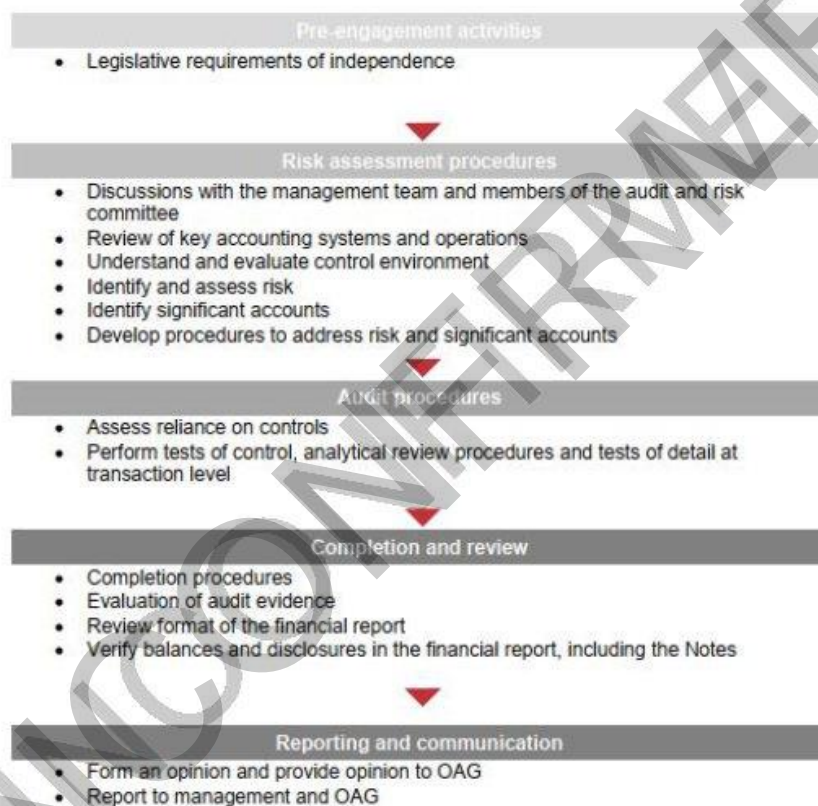 Pre-engagement activities
• Legislative requirements of independence
Risk assessment procedures
• Discussions with the management team and members of the audit and risk
committee
• Review of key accounting systems and operations
• Understand and evaluate control environment
• Identify and assess risk
• Identify significant accounts
• Develop procedures to address risk and significant accounts
Audit procedures
• Assess reliance on controls
• Perform tests of control, analytical review procedures and tests of detail at
transaction level
Completion and review
• Completion procedures
• Evaluation of audit evidence
• Review format of the financial report
• Verify balances and disclosures in the financial report, including the Notes
Reporting and communication
• Form an opinion and provide opinion to OAG
• Report to management and OAG